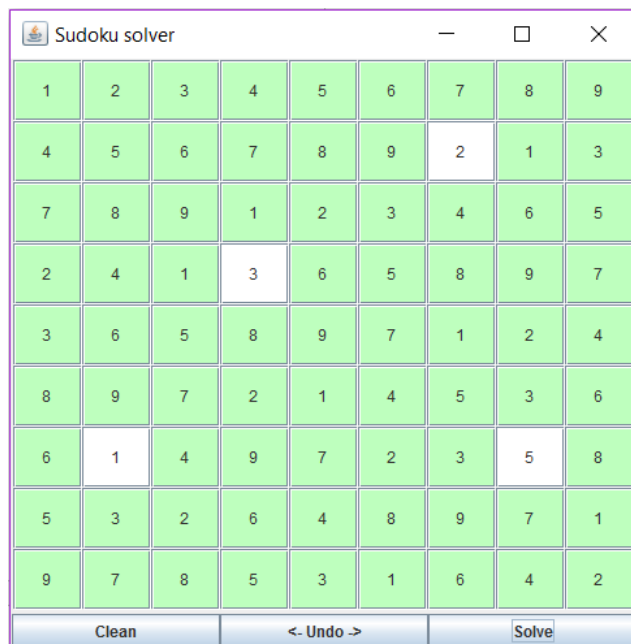 Sudoku solver
1 2 3 4 5 6 7 8 9
4 5 6 7 8 9 2 1 3
7 8 9 1 2 3 4 6 5
2 4 1 3 6 5 8 9 7
3 6 5 8 9 7 1 2 4
8 9 7 2 1 4 5 3 6
6 1 4 9 7 2 3 5 8
5 3 2 6 4 8 9 7 1
9 7 8 5 3 1 6 4 2
Clean <- Undo -> Solve